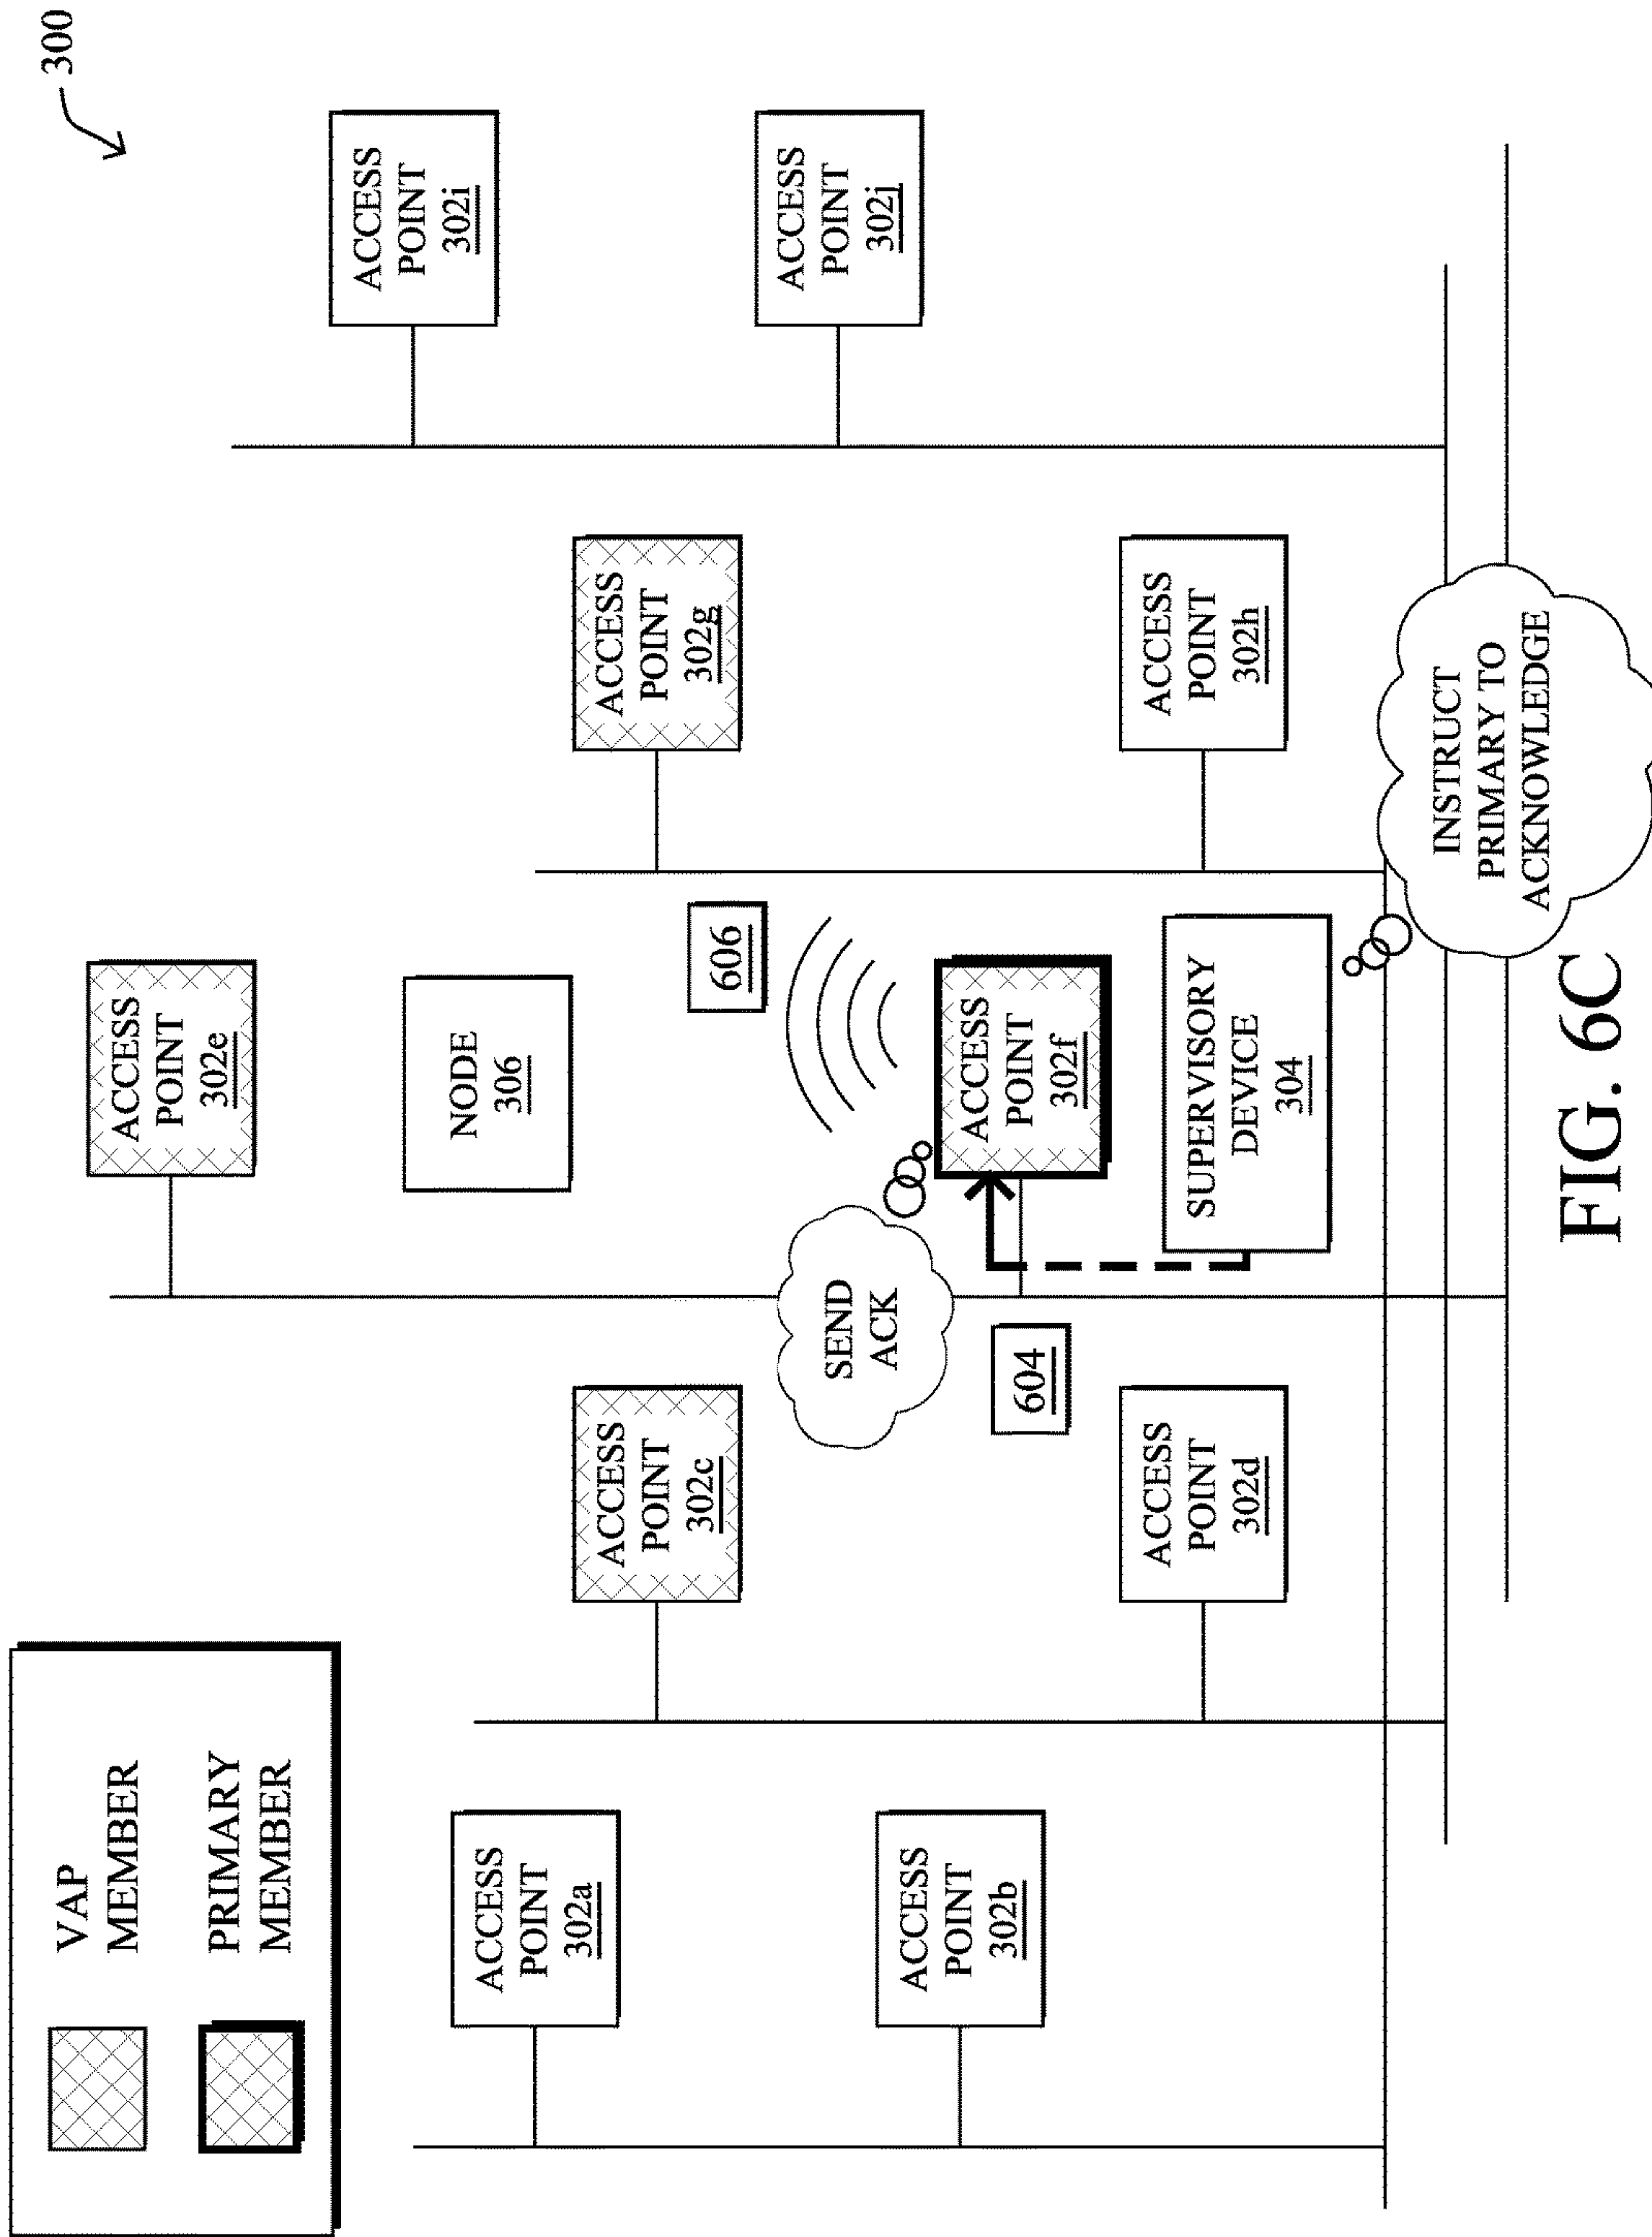 300
VAP
MEMBER
PRIMARY
MEMBER
ACCESS
POINT
302a
ACCESS
POINT
302b
ACCESS
POINT
302c
ACCESS
POINT
302d
ACCESS
POINT
302e
NODE
306
606
SEND
ACK
604
ACCESS
POINT
302f
SUPERVISORY
DEVICE
304
ACCESS
POINT
302g
ACCESS
POINT
302h
ACCESS
POINT
302i
ACCESS
POINT
302j
INSTRUCT
PRIMARY TO
ACKNOWLEDGE
FIG. 6C